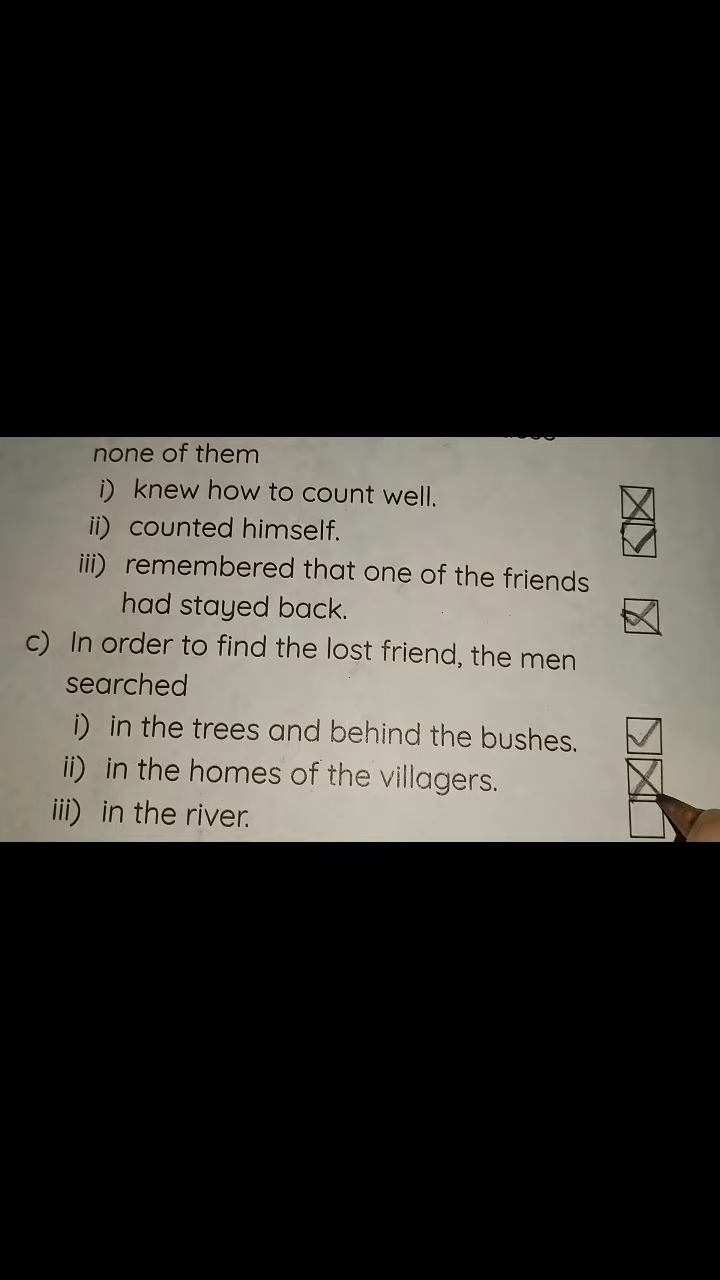 none of them
i) knew how to count well.
ii) counted himself.
iii) remembered that one of the friends
had stayed back.
c) In order to find the lost friend, the men
searched
i) in the trees and behind the bushes.
ii) in the homes of the villagers.
iii) in the river.